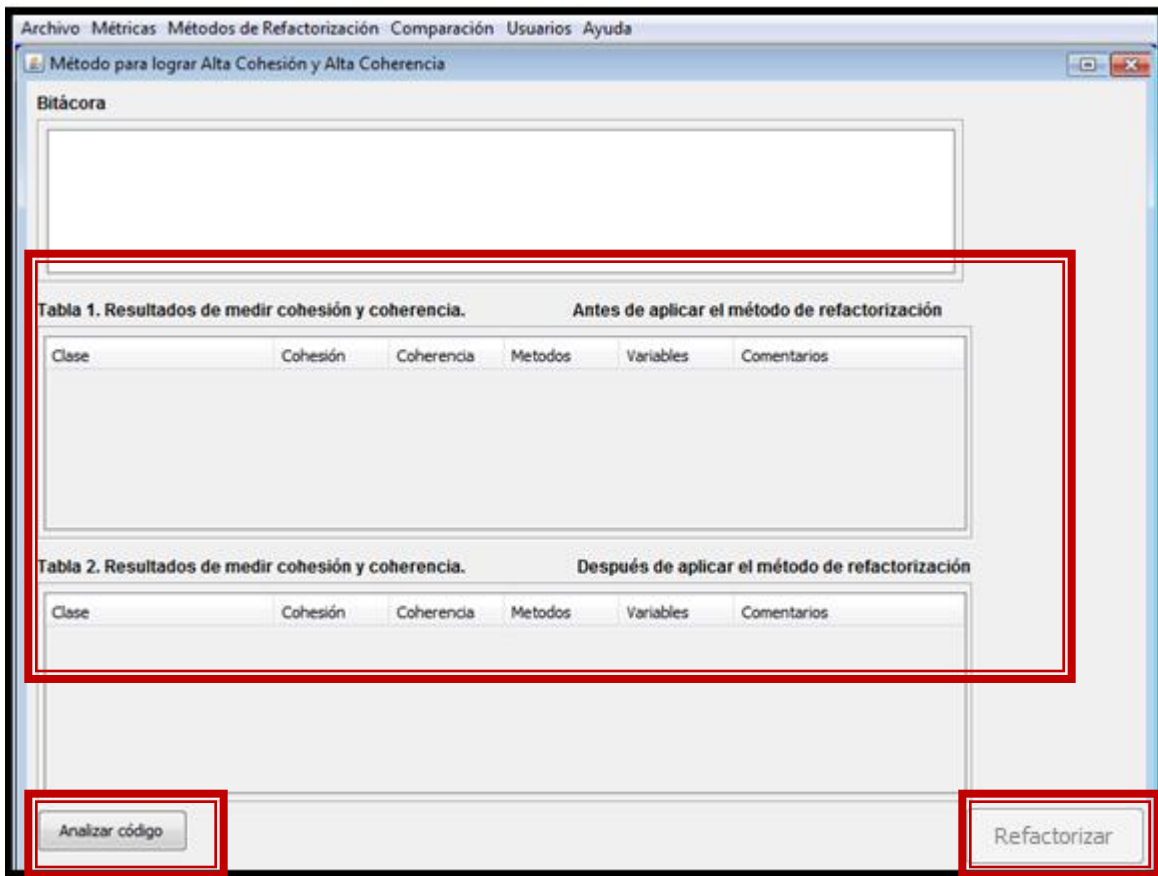 Archivo Métricas Métodos de Refactorización Comparación Usuarios Ayuda
Método para lograr Alta Cohesión y Alta Coherencia
Bitácora
Tabla 1. Resultados de medir cohesión y coherencia. Antes de aplicar el método de refactorización
Clase Cohesión Coherencia Metodos Variables Comentarios
Tabla 2. Resultados de medir cohesión y coherencia. Después de aplicar el método de refactorización
Clase Cohesión Coherencia Metodos Variables Comentarios
Analizar código Refactorizar